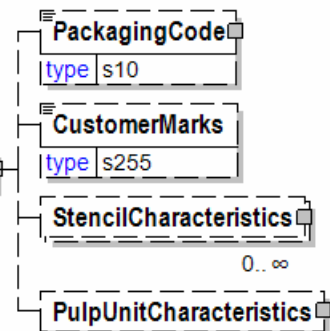 PackagingCode
type s10
CustomerMarks
type s255
StencilCharacteristics
0.. ∞
PulpUnitCharacteristics